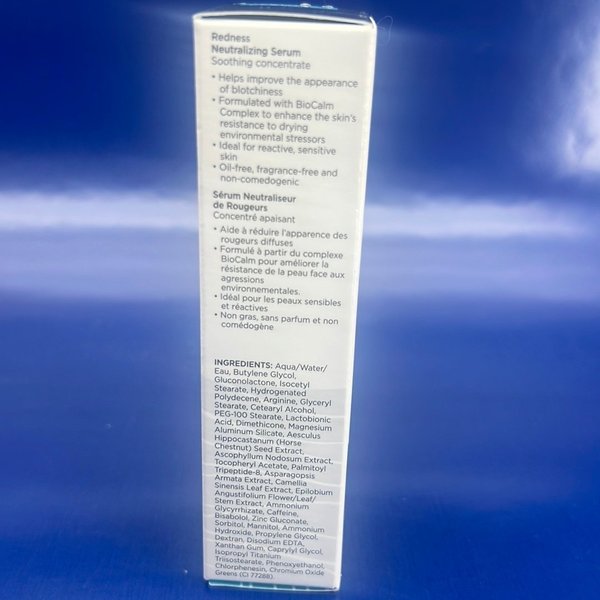 Redness
Neutralizing Serum
Soothing concentrate
• Helps improve the appearance
of blotchiness
• Formulated with BioCalm
Complex to enhance the skin's
resistance to drying
environmental stressors
• Ideal for reactive, sensitive
skin
• Oil-free, fragrance-free and
non-comedogenic
Sérum Neutraliseur
de Rougeurs
Concentré apaisant
• Aide à réduire l'apparence des
rougeurs diffuses
• Formulé à partir du complexe
BioCalm pour améliorer la
résistance de la peau face aux
agressions
environnementales.
• Idéal pour les peaux sensibles
et réactives
• Non gras, sans parfum et non
comédogène
INGREDIENTS: Aqua/Water/
Eau, Butylene Glycol,
Gluconolactone, Isocetyl
Stearate, Hydrogenated
Polydecene, Arginine, Glyceryl
Stearate, Cetearyl Alcohol,
PEG-100 Stearate, Lactobionic
Acid, Dimethicone, Magnesium
Aluminum Silicate, Aesculus
Hippocastanum (Horse
Chestnut) Seed Extract,
Ascophyllum Nodosum Extract,
Tocopheryl Acetate, Palmitoyl
Tripeptide-8, Asparagopsis
Armata Extract, Camellia
Sinensis Leaf Extract, Epilobium
Angustifolium Flower/Leaf/
Stem Extract, Ammonium
Glycyrrhizate, Caffeine,
Bisabolol, Zinc Gluconate,
Sorbitol, Mannitol, Ammonium
Hydroxide, Propylene Glycol,
Dextran, Disodium EDTA,
Xanthan Gum, Caprylyl Glycol,
Isopropyl Titanium
Triisostearate, Phenoxyethanol,
Chlorphenesin, Chromium Oxide
Greens (CI 77288).